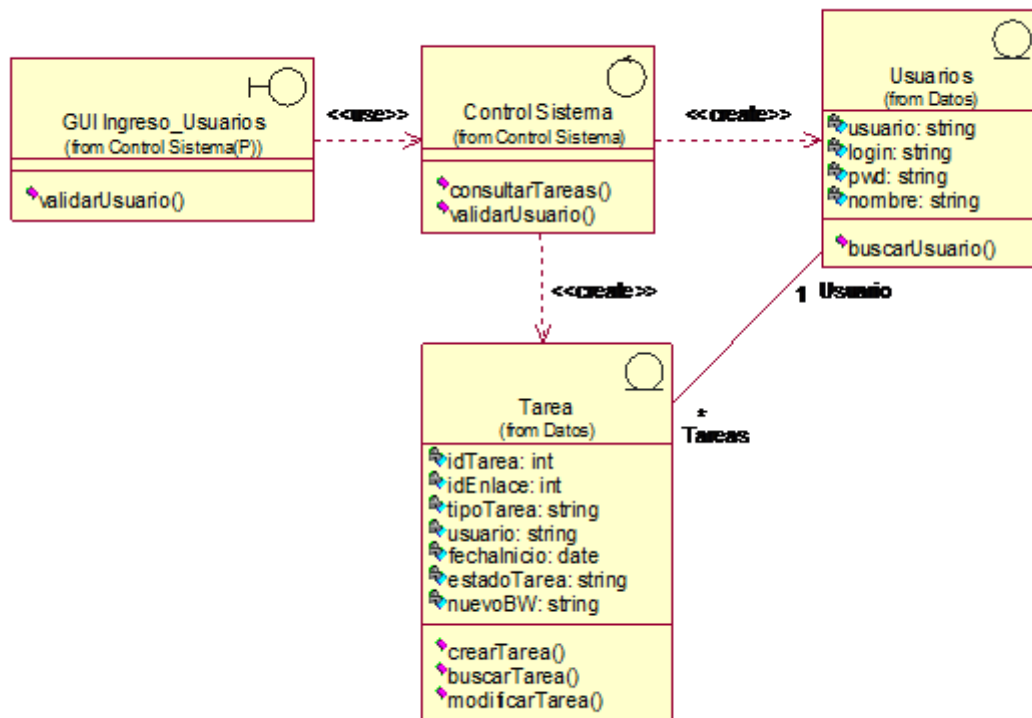 GUI Ingreso_Usuarios
(from Control Sistema(P))
validarUsuario()
<<use>>
Control Sistema
(from Control Sistema)
consultarTareas()
validarUsuario()
<<create>>
Usuarios
(from Datos)
usuario: string
login: string
pwd: string
nombre: string
buscarUsuario()
<<create>>
1 Usuario
*
Tareas
Tarea
(from Datos)
idTarea: int
idEnlace: int
tipoTarea: string
usuario: string
fechaInicio: date
estadoTarea: string
nuevoBW: string
crearTarea()
buscarTarea()
modificarTarea()